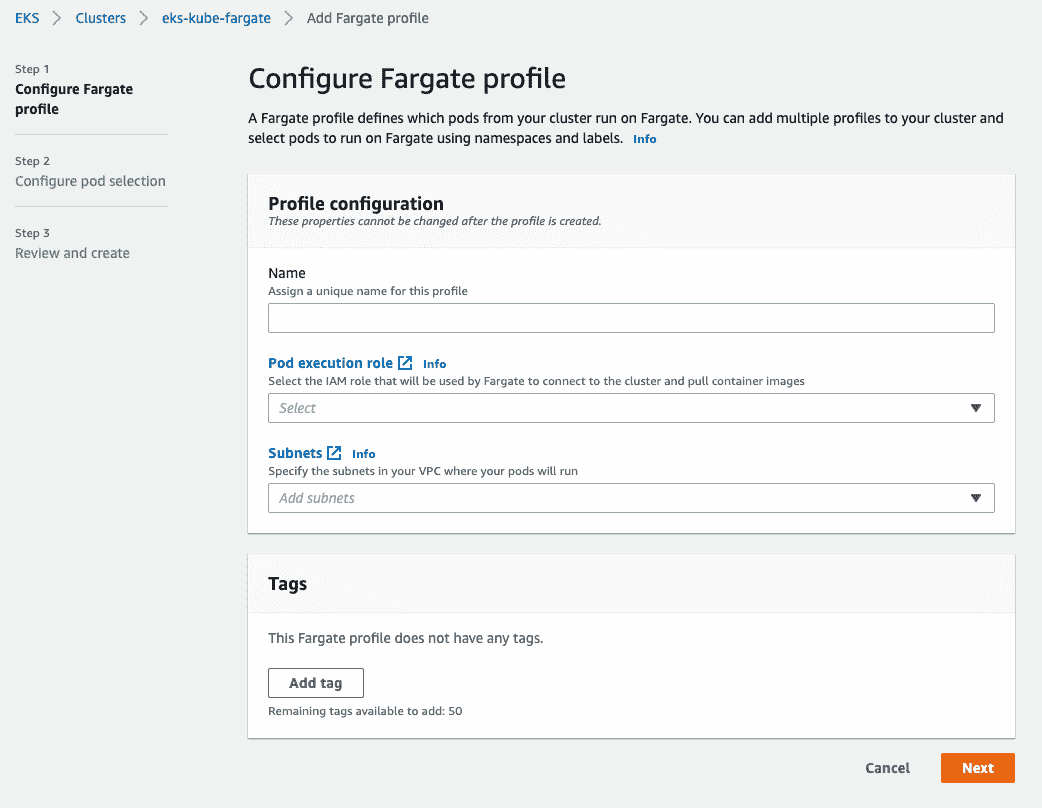 EKS > Clusters > eks-kube-fargate > Add Fargate profile
Step 1
Configure Fargate
profile
Step 2
Configure pod selection
Step 3
Review and create
Configure Fargate profile
A Fargate profile defines which pods from your cluster run on Fargate. You can add multiple profiles to your cluster and
select pods to run on Fargate using namespaces and labels. Info
Profile configuration
These properties cannot be changed after the profile is created.
Name
Assign a unique name for this profile
Pod execution role Info
Select the IAM role that will be used by Fargate to connect to the cluster and pull container images
Select
Subnets Info
Specify the subnets in your VPC where your pods will run
Add subnets
Tags
This Fargate profile does not have any tags.
Add tag
Remaining tags available to add: 50
Cancel Next